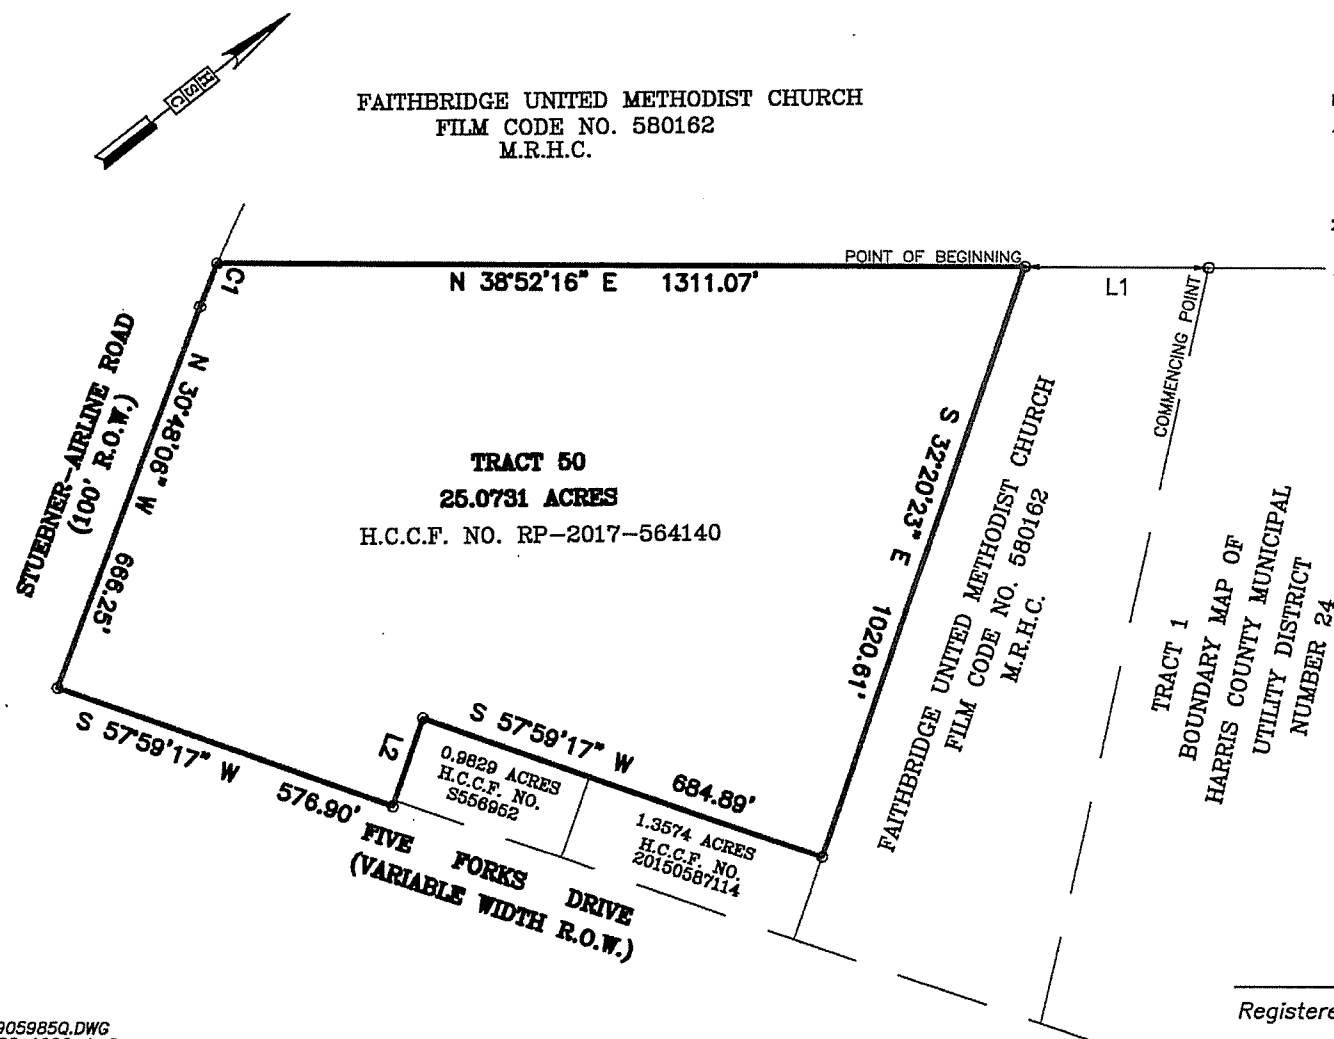 HSC
FAITHBRIDGE UNITED METHODIST CHURCH
FILM CODE NO. 580162
M.R.H.C.
POINT OF BEGINNING
C1
N 38°52'16" E 1311.07'
L1
COMMENCING POINT
STUEBNER-AIRLINE ROAD
(100' R.O.W.)
N 30°48'06" W 666.25'
TRACT 50
25.0731 ACRES
H.C.C.F. NO. RP-2017-564140
S 32°20'23" E 1020.61'
FAITHBRIDGE UNITED METHODIST CHURCH
FILM CODE NO. 580162
M.R.H.C.
TRACT 1
BOUNDARY MAP OF
HARRIS COUNTY MUNICIPAL
UTILITY DISTRICT
NUMBER 24
S 57°59'17" W 576.90'
L2
S 57°59'17" W 684.89'
0.9829 ACRES
H.C.C.F. NO.
S556952
1.3574 ACRES
H.C.C.F. NO.
20150587114
FIVE FORKS DRIVE
(VARIABLE WIDTH R.O.W.)
Registere
905985Q.DWG